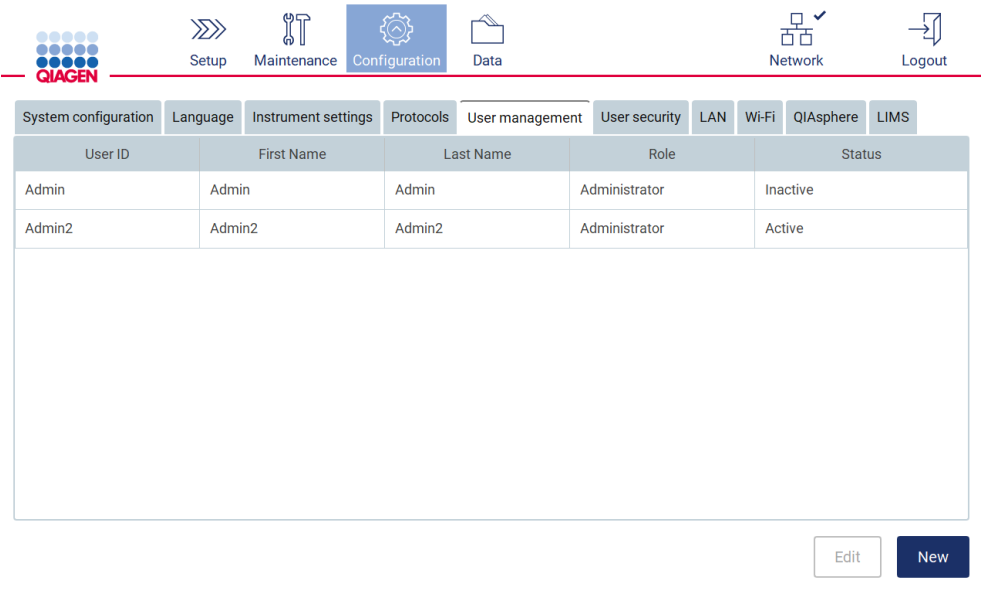 QIAGEN
Setup Maintenance Configuration Data Network Logout
System configuration Language Instrument settings Protocols User management User security LAN Wi-Fi QIAsphere LIMS
User ID First Name Last Name Role Status
Admin Admin Admin Administrator Inactive
Admin2 Admin2 Admin2 Administrator Active
Edit New